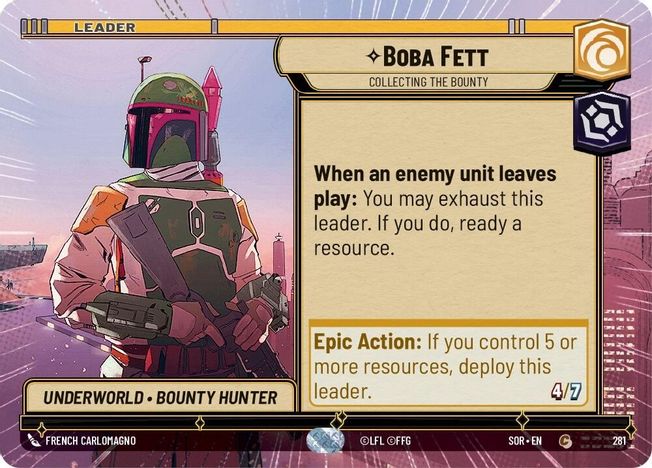 LEADER
✧BOBA FETT
COLLECTING THE BOUNTY
When an enemy unit leaves
play: You may exhaust this
leader. If you do, ready a
resource.
Epic Action: If you control 5 or
more resources, deploy this
leader.
4/7
UNDERWORLD • BOUNTY HUNTER
FRENCH CARLOMAGNO
©LFL ©FFG
SOR • EN
281